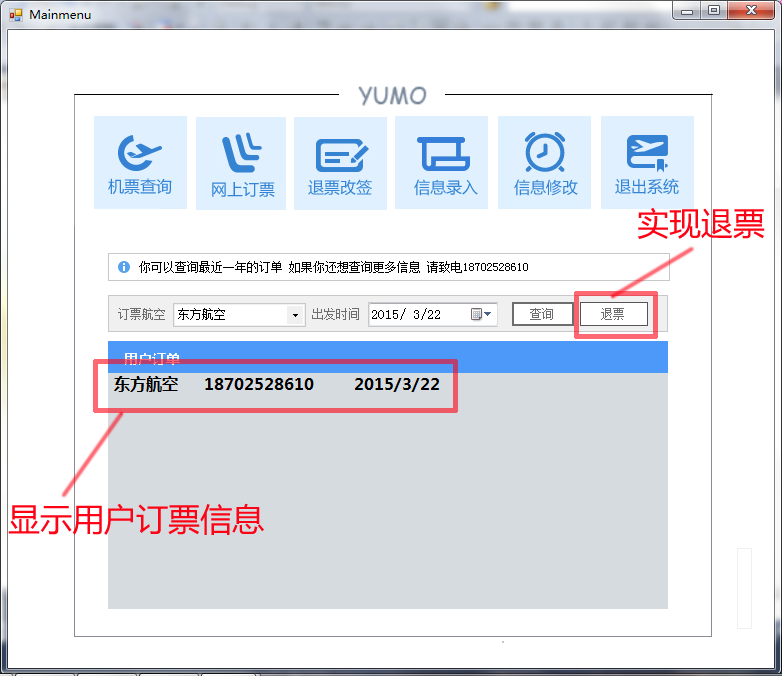 Mainmenu
YUMO
机票查询 网上订票 退票改签 信息录入 信息修改 退出系统
实现退票
你可以查询最近一年的订单 如果你还想查询更多信息 请致电18702528610
订票航空 东方航空 出发时间 2015/ 3/22 查询 退票
用户订单
东方航空 18702528610 2015/3/22
显示用户订票信息